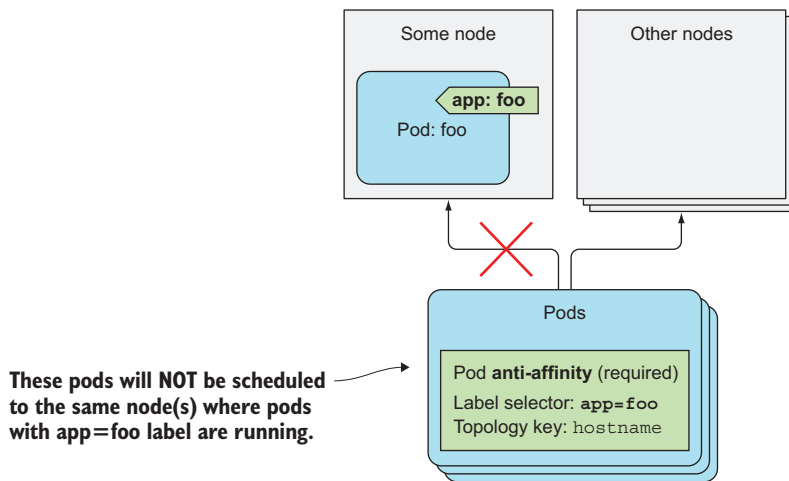 Some node
Other nodes
app: foo
Pod: foo
Pods
Pod anti-affinity (required)
Label selector: app=foo
Topology key: hostname
These pods will NOT be scheduled
to the same node(s) where pods
with app=foo label are running.